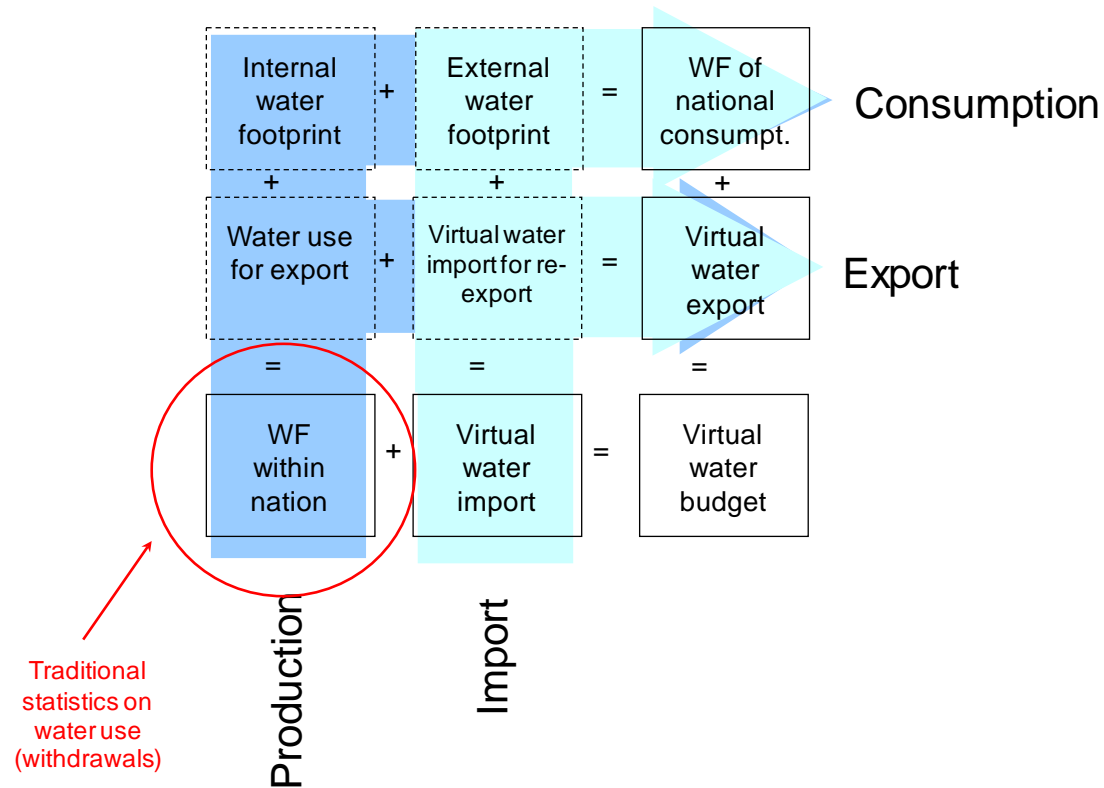 Internal
water
footprint
+
External
water
footprint
=
WF of
national
consumpt.
Consumption
+
+
+
Water use
for export
+
Virtual water
import for re-
export
=
Virtual
water
export
Export
=
=
=
WF
within
nation
+
Virtual
water
import
=
Virtual
water
budget
Production
Import
Traditional
statistics on
water use
(withdrawals)